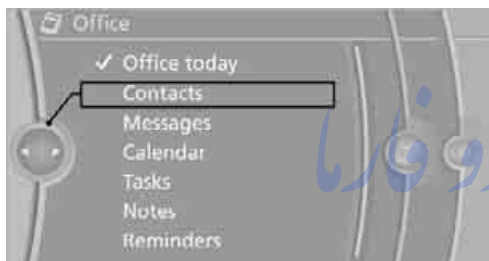 Office
✓ Office today
Contacts
Messages
Calendar
Tasks
Notes
Reminders